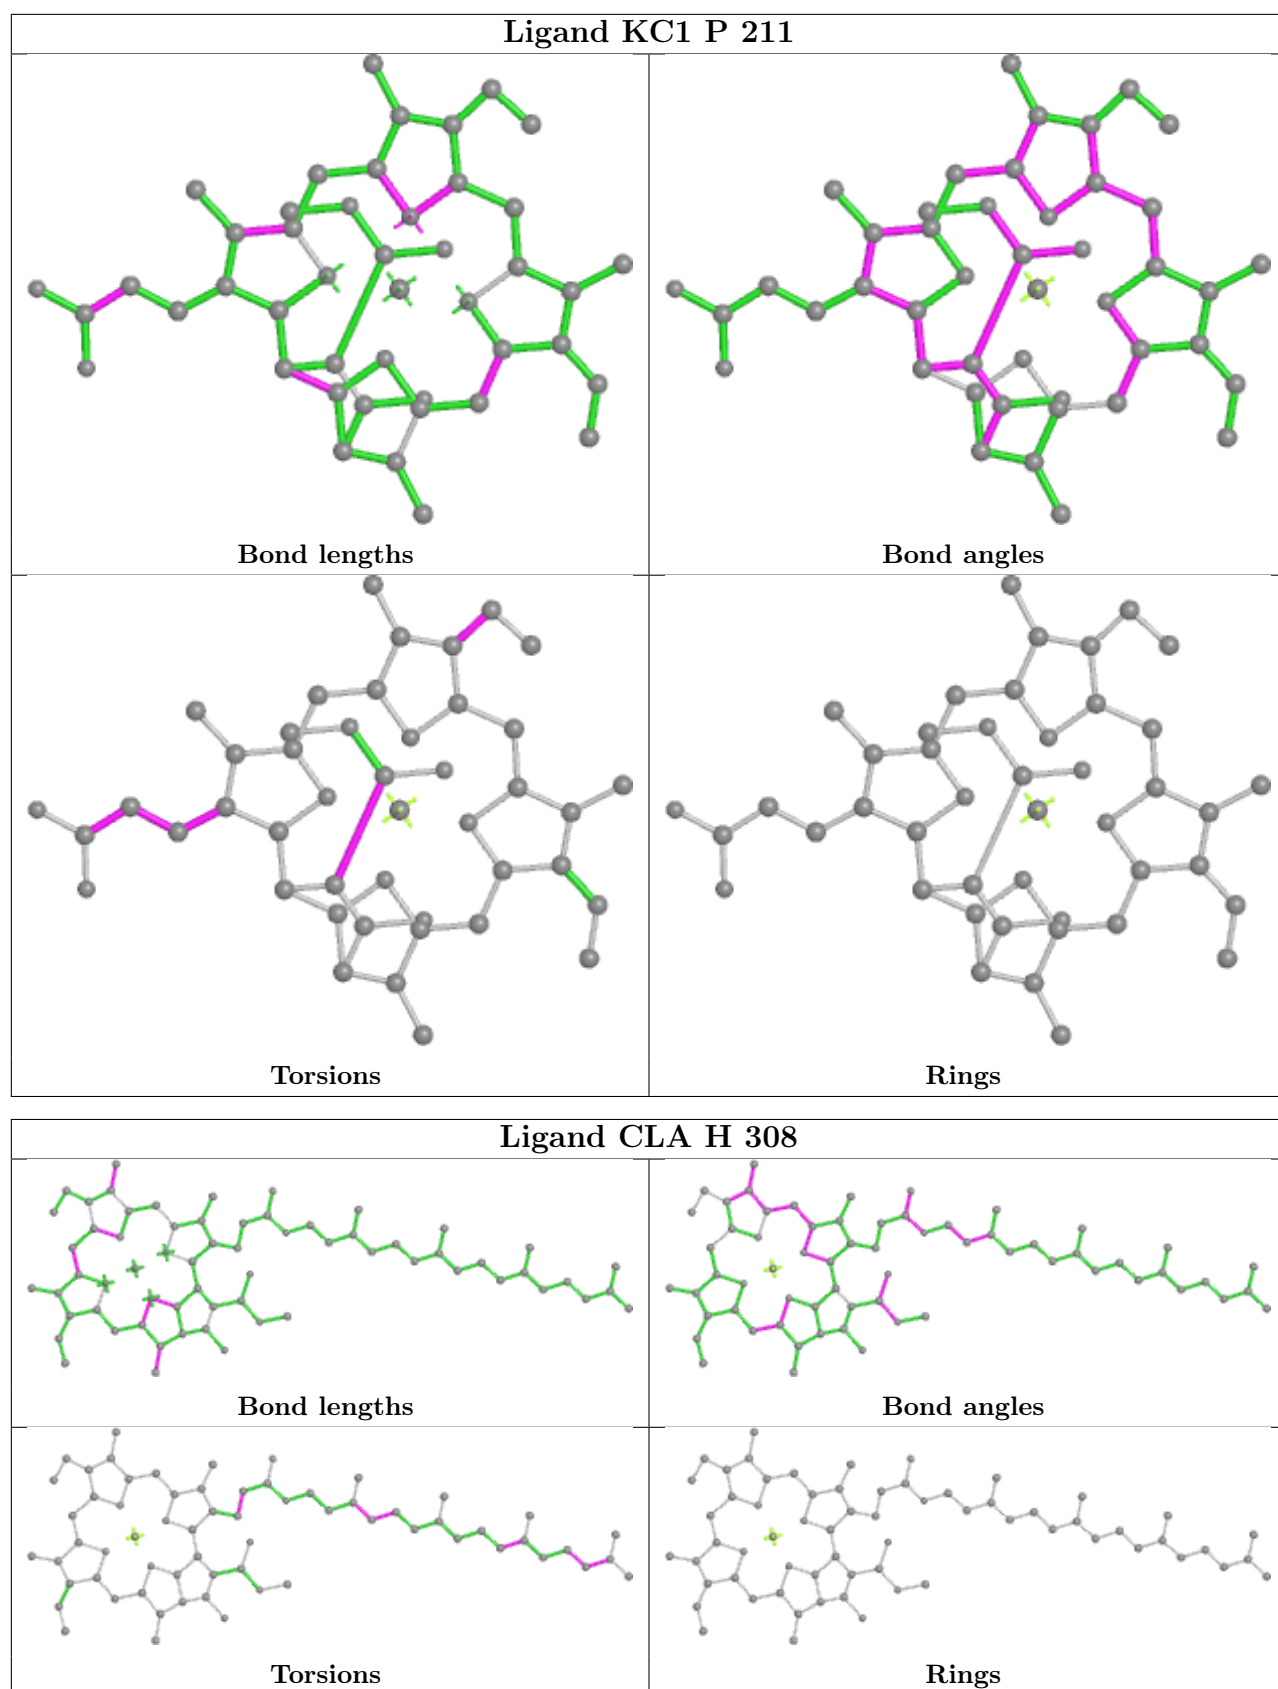 Ligand KC1 P 211
Bond lengths
Bond angles
Torsions
Rings
Ligand CLA H 308
Bond lengths
Bond angles
Torsions
Rings